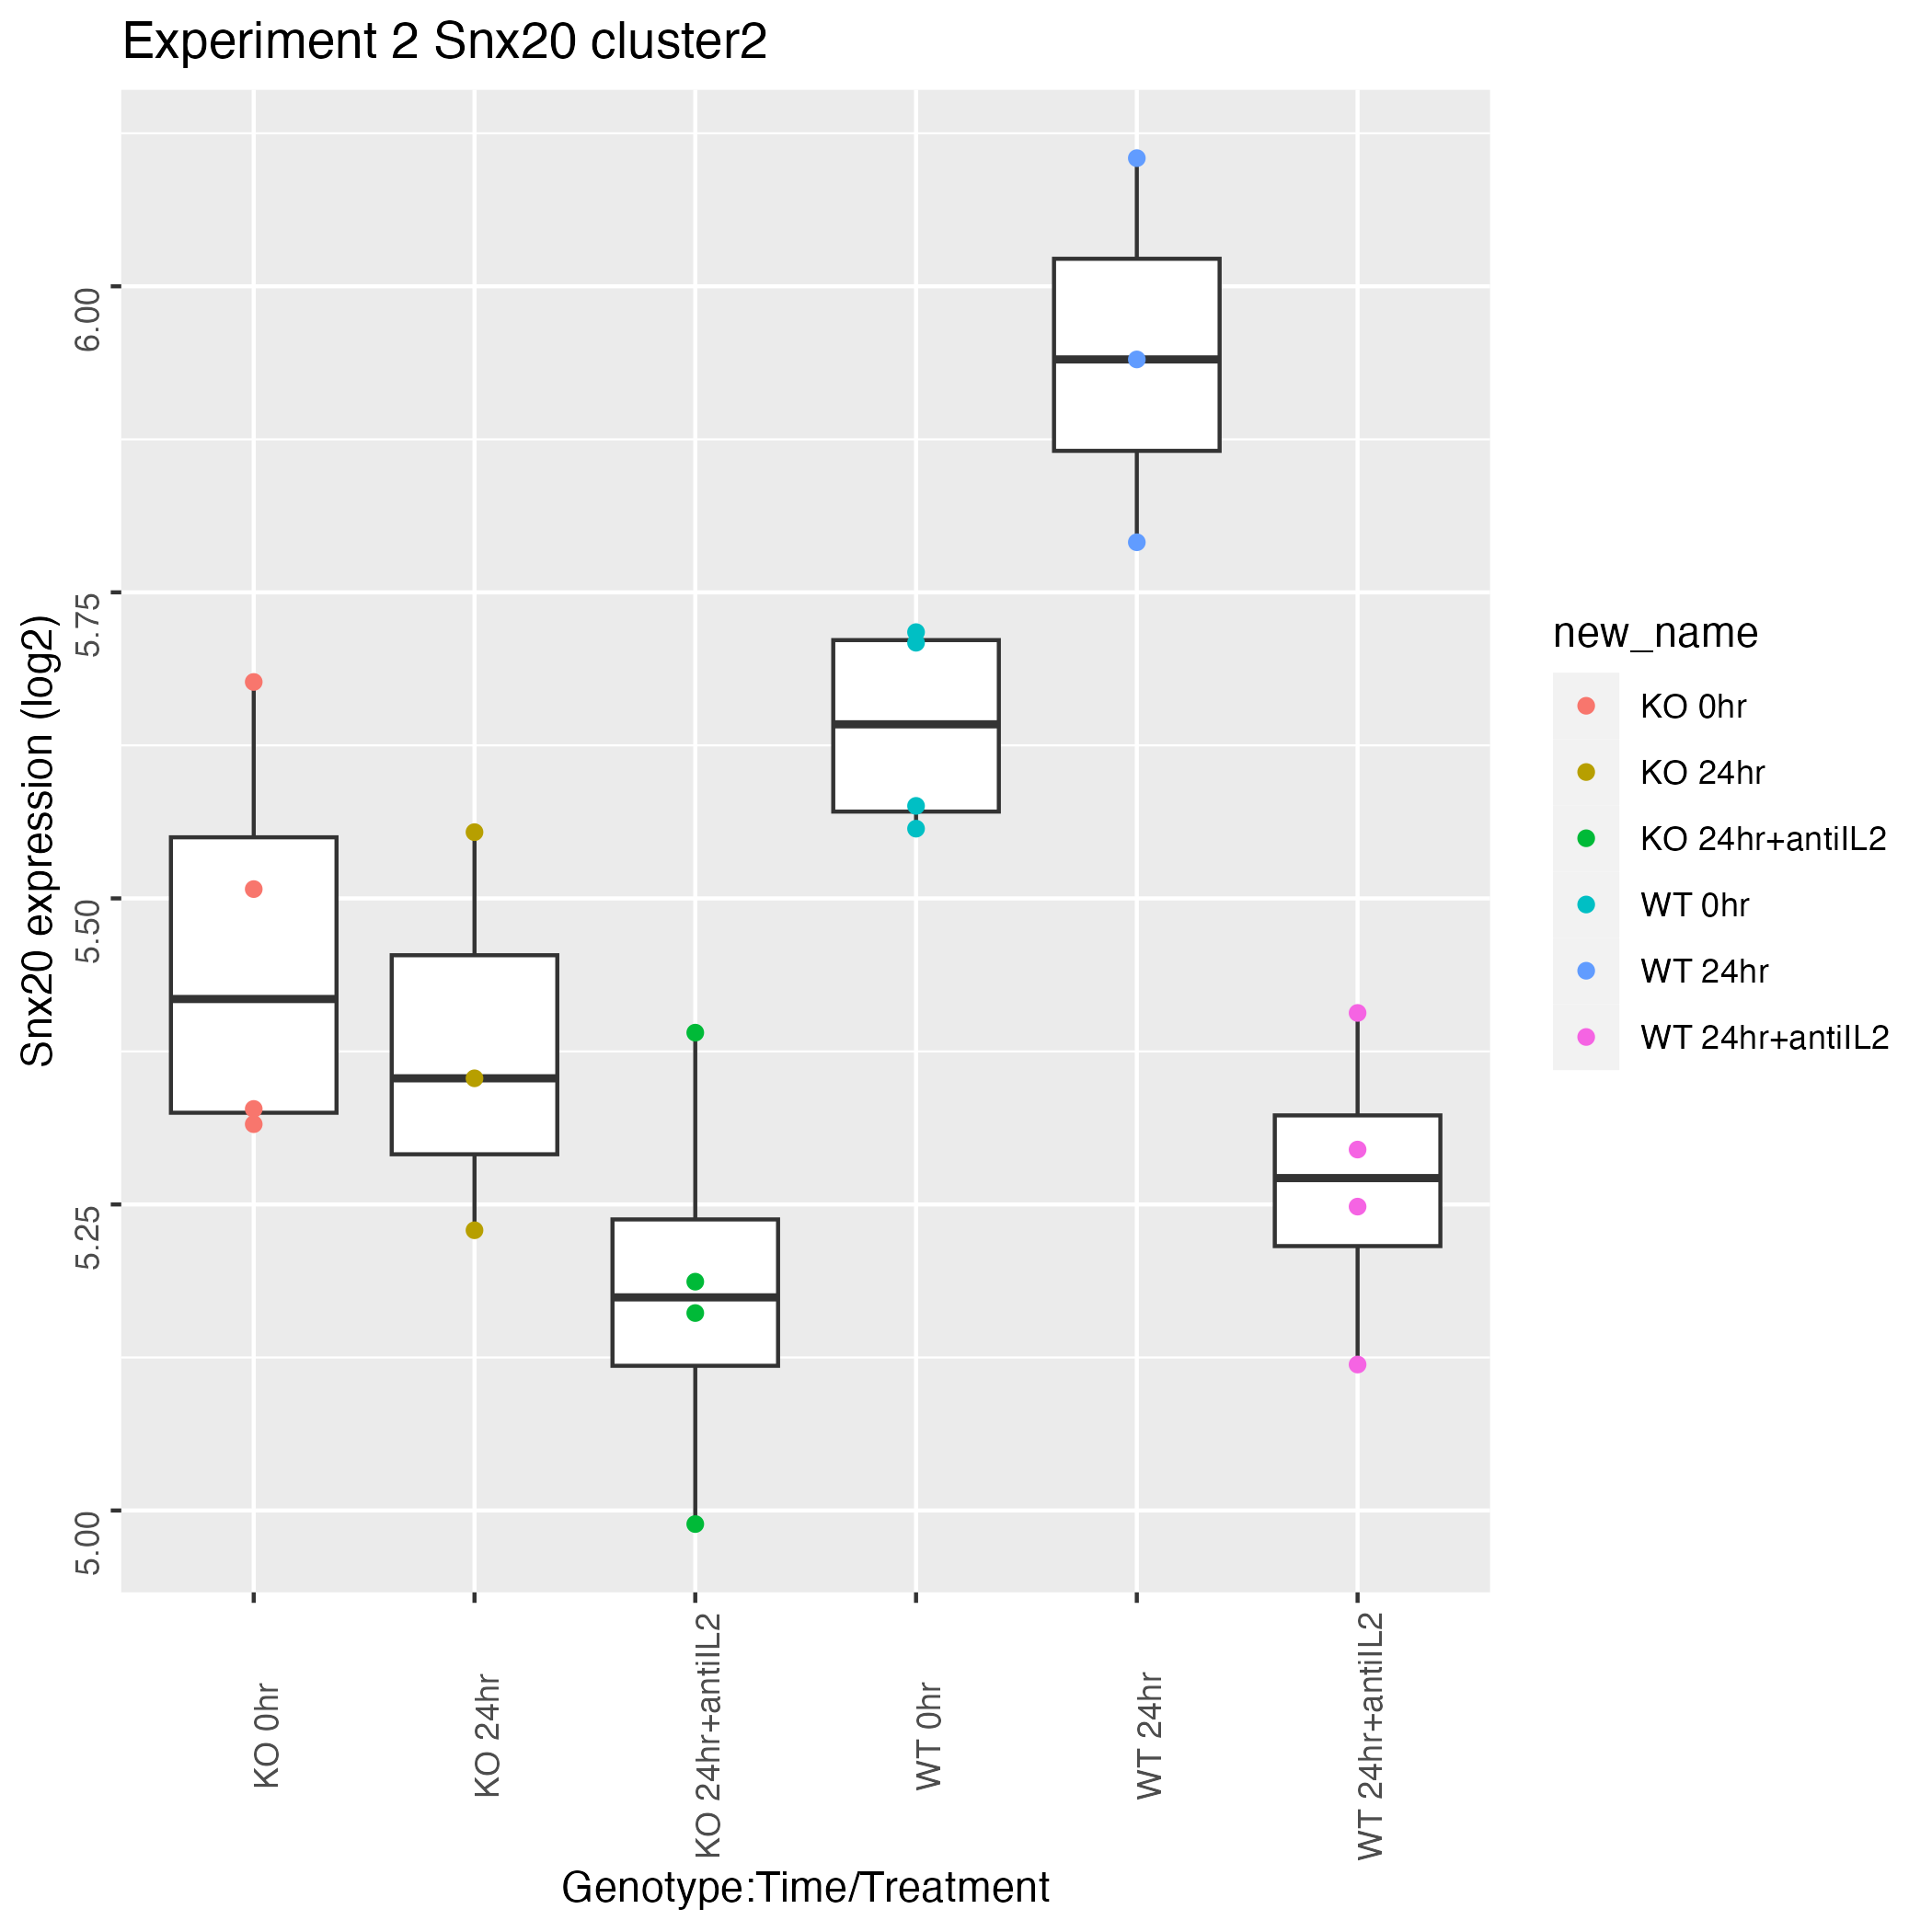 Experiment 2 Snx20 cluster2
Snx20 expression (log2)
6.00
5.75
5.50
5.25
5.00
KO 0hr
KO 24hr
KO 24hr+antiIL2
WT 0hr
WT 24hr
WT 24hr+antiIL2
Genotype:Time/Treatment
new_name
KO 0hr
KO 24hr
KO 24hr+antiIL2
WT 0hr
WT 24hr
WT 24hr+antiIL2